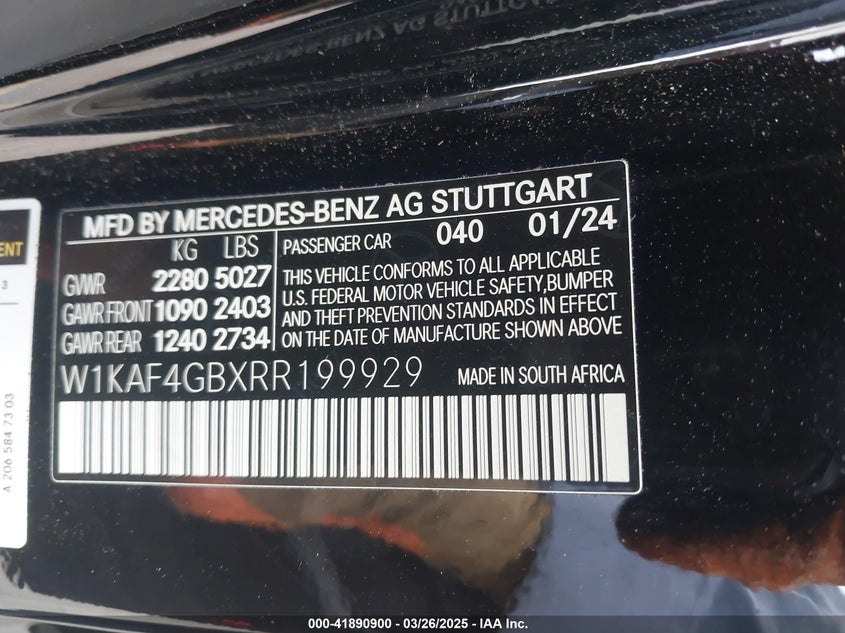 MFD BY MERCEDES-BENZ AG STUTTGART
KG LBS
GVWR 2280 5027
GAWR FRONT 1090 2403
GAWR REAR 1240 2734
PASSENGER CAR 040 01/24
THIS VEHICLE CONFORMS TO ALL APPLICABLE
U.S. FEDERAL MOTOR VEHICLE SAFETY,BUMPER
AND THEFT PREVENTION STANDARDS IN EFFECT
ON THE DATE OF MANUFACTURE SHOWN ABOVE
W1KAF4GBXRR199929 MADE IN SOUTH AFRICA
A 206 584 73 03
000-41890900 - 03/26/2025 - IAA Inc.